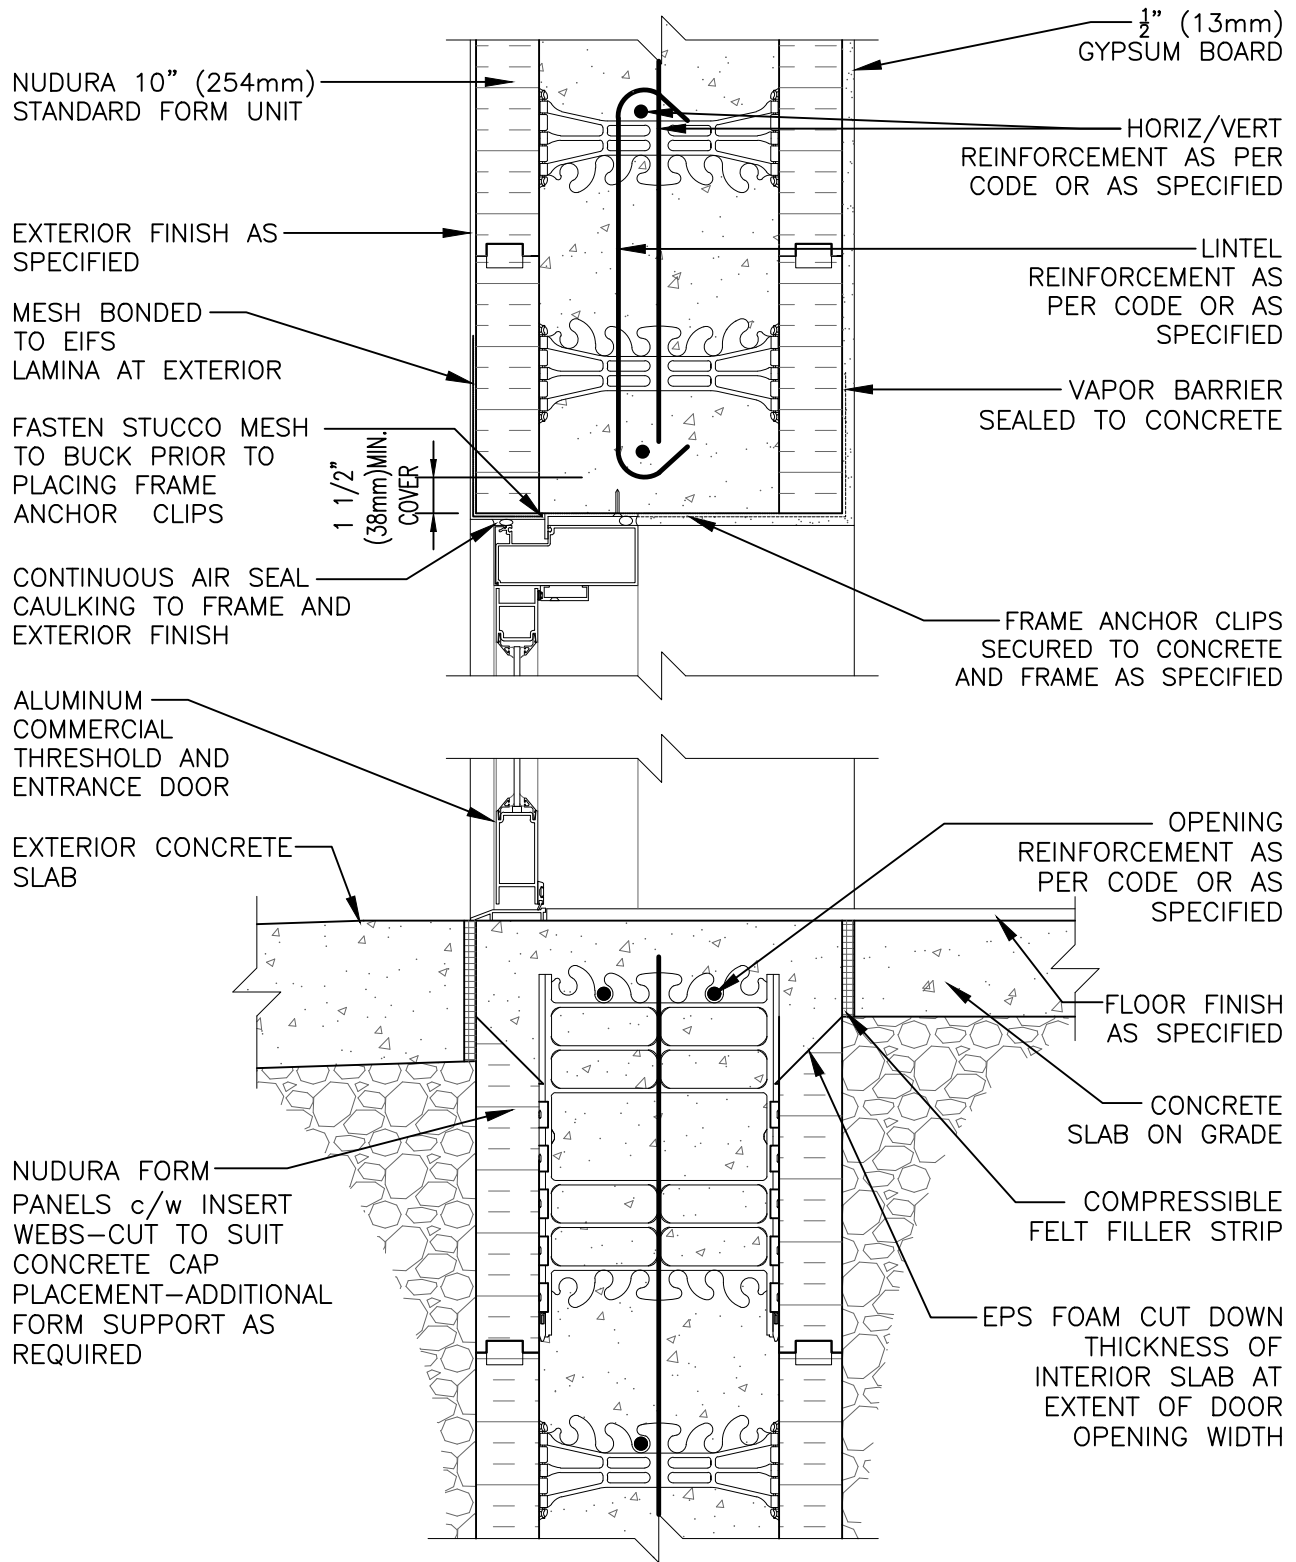 NUDURA 10" (254mm)
STANDARD FORM UNIT
EXTERIOR FINISH AS
SPECIFIED
MESH BONDED
TO EIFS
LAMINA AT EXTERIOR
FASTEN STUCCO MESH
TO BUCK PRIOR TO
PLACING FRAME
ANCHOR CLIPS
1 1/2"
(38mm)MIN.
COVER
CONTINUOUS AIR SEAL
CAULKING TO FRAME AND
EXTERIOR FINISH
ALUMINUM
COMMERCIAL
THRESHOLD AND
ENTRANCE DOOR
EXTERIOR CONCRETE
SLAB
NUDURA FORM
PANELS c/w INSERT
WEBS-CUT TO SUIT
CONCRETE CAP
PLACEMENT-ADDITIONAL
FORM SUPPORT AS
REQUIRED
1/2" (13mm)
GYPSUM BOARD
HORIZ/VERT
REINFORCEMENT AS PER
CODE OR AS SPECIFIED
LINTEL
REINFORCEMENT AS
PER CODE OR AS
SPECIFIED
VAPOR BARRIER
SEALED TO CONCRETE
FRAME ANCHOR CLIPS
SECURED TO CONCRETE
AND FRAME AS SPECIFIED
OPENING
REINFORCEMENT AS
PER CODE OR AS
SPECIFIED
FLOOR FINISH
AS SPECIFIED
CONCRETE
SLAB ON GRADE
COMPRESSIBLE
FELT FILLER STRIP
EPS FOAM CUT DOWN
THICKNESS OF
INTERIOR SLAB AT
EXTENT OF DOOR
OPENING WIDTH